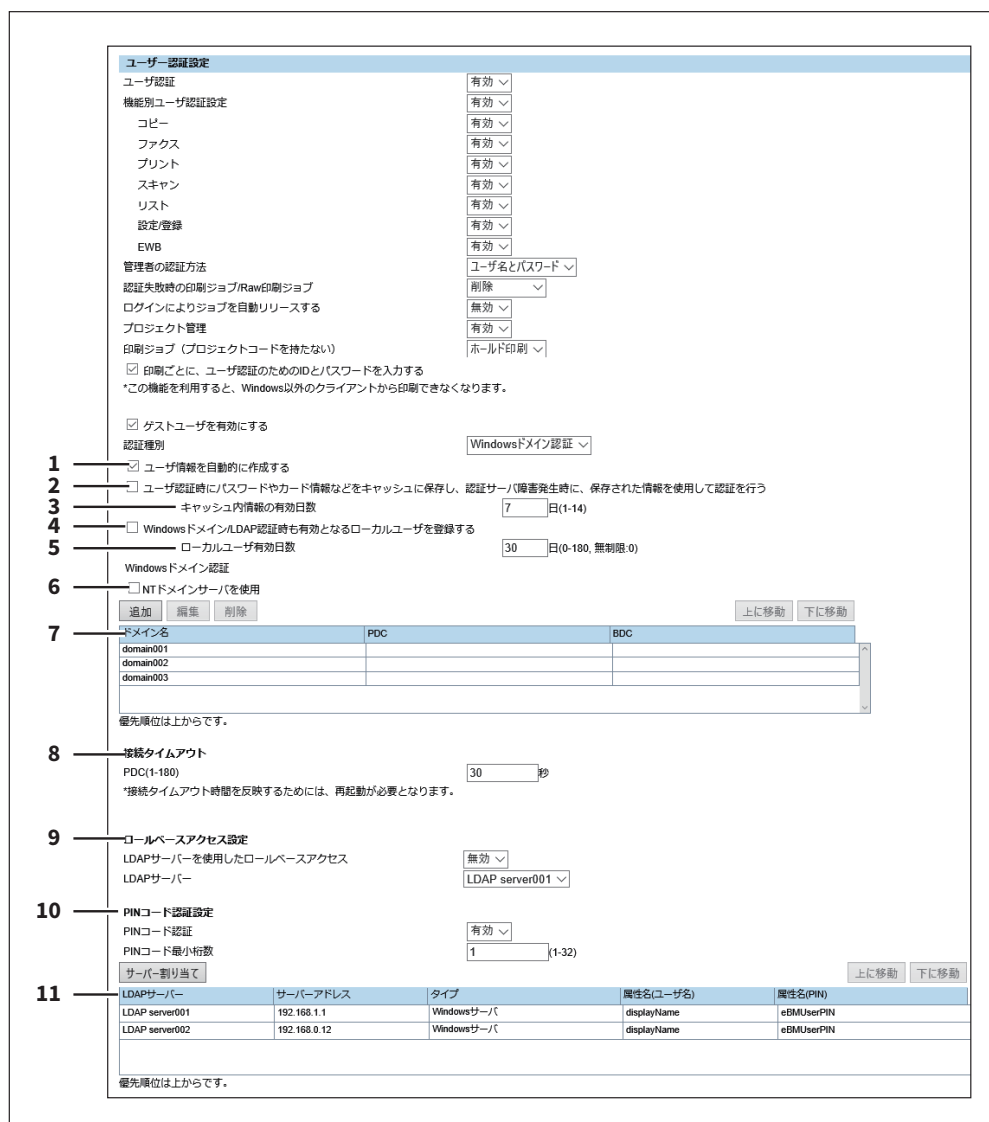 ユーザー認証設定
ユーザ認証 有効
機能別ユーザ認証設定 有効
コピー 有効
ファクス 有効
プリント 有効
スキャン 有効
リスト 有効
設定/登録 有効
EWB 有効
管理者の認証方法 ユーザ名とパスワード
認証失敗時の印刷ジョブ/Raw印刷ジョブ 削除
ログインによりジョブを自動リリースする 無効
プロジェクト管理 有効
印刷ジョブ（プロジェクトコードを持たない） ホールド印刷
印刷ごとに、ユーザ認証のためのIDとパスワードを入力する
*この機能を利用すると、Windows以外のクライアントから印刷できなくなります。
ゲストユーザを有効にする
認証種別 Windowsドメイン認証
1 ユーザ情報を自動的に作成する
2 ユーザ認証時にパスワードやカード情報などをキャッシュに保存し、認証サーバ障害発生時に、保存された情報を使用して認証を行う
3 キャッシュ内情報の有効日数 7 日(1-14)
4 Windowsドメイン/LDAP認証時も有効となるローカルユーザを登録する
5 ローカルユーザ有効日数 30 日(0-180, 無制限:0)
Windowsドメイン認証
6 NTドメインサーバを使用
追加 編集 削除 上に移動 下に移動
7 ドメイン名 PDC BDC
domain001
domain002
domain003
優先順位は上からです。
8 接続タイムアウト
PDC(1-180) 30 秒
*接続タイムアウト時間を反映するためには、再起動が必要となります。
9 ロールベースアクセス設定
LDAPサーバーを使用したロールベースアクセス 無効
LDAPサーバー LDAP server001
10 PINコード認証設定
PINコード認証 有効
PINコード最小桁数 1 (1-32)
サーバー割り当て 上に移動 下に移動
11 LDAPサーバー サーバーアドレス タイプ 属性名(ユーザ名) 属性名(PIN)
LDAP server001 192.168.1.1 Windowsサーバ displayName eBMUserPIN
LDAP server002 192.168.0.12 Windowsサーバ displayName eBMUserPIN
優先順位は上からです。